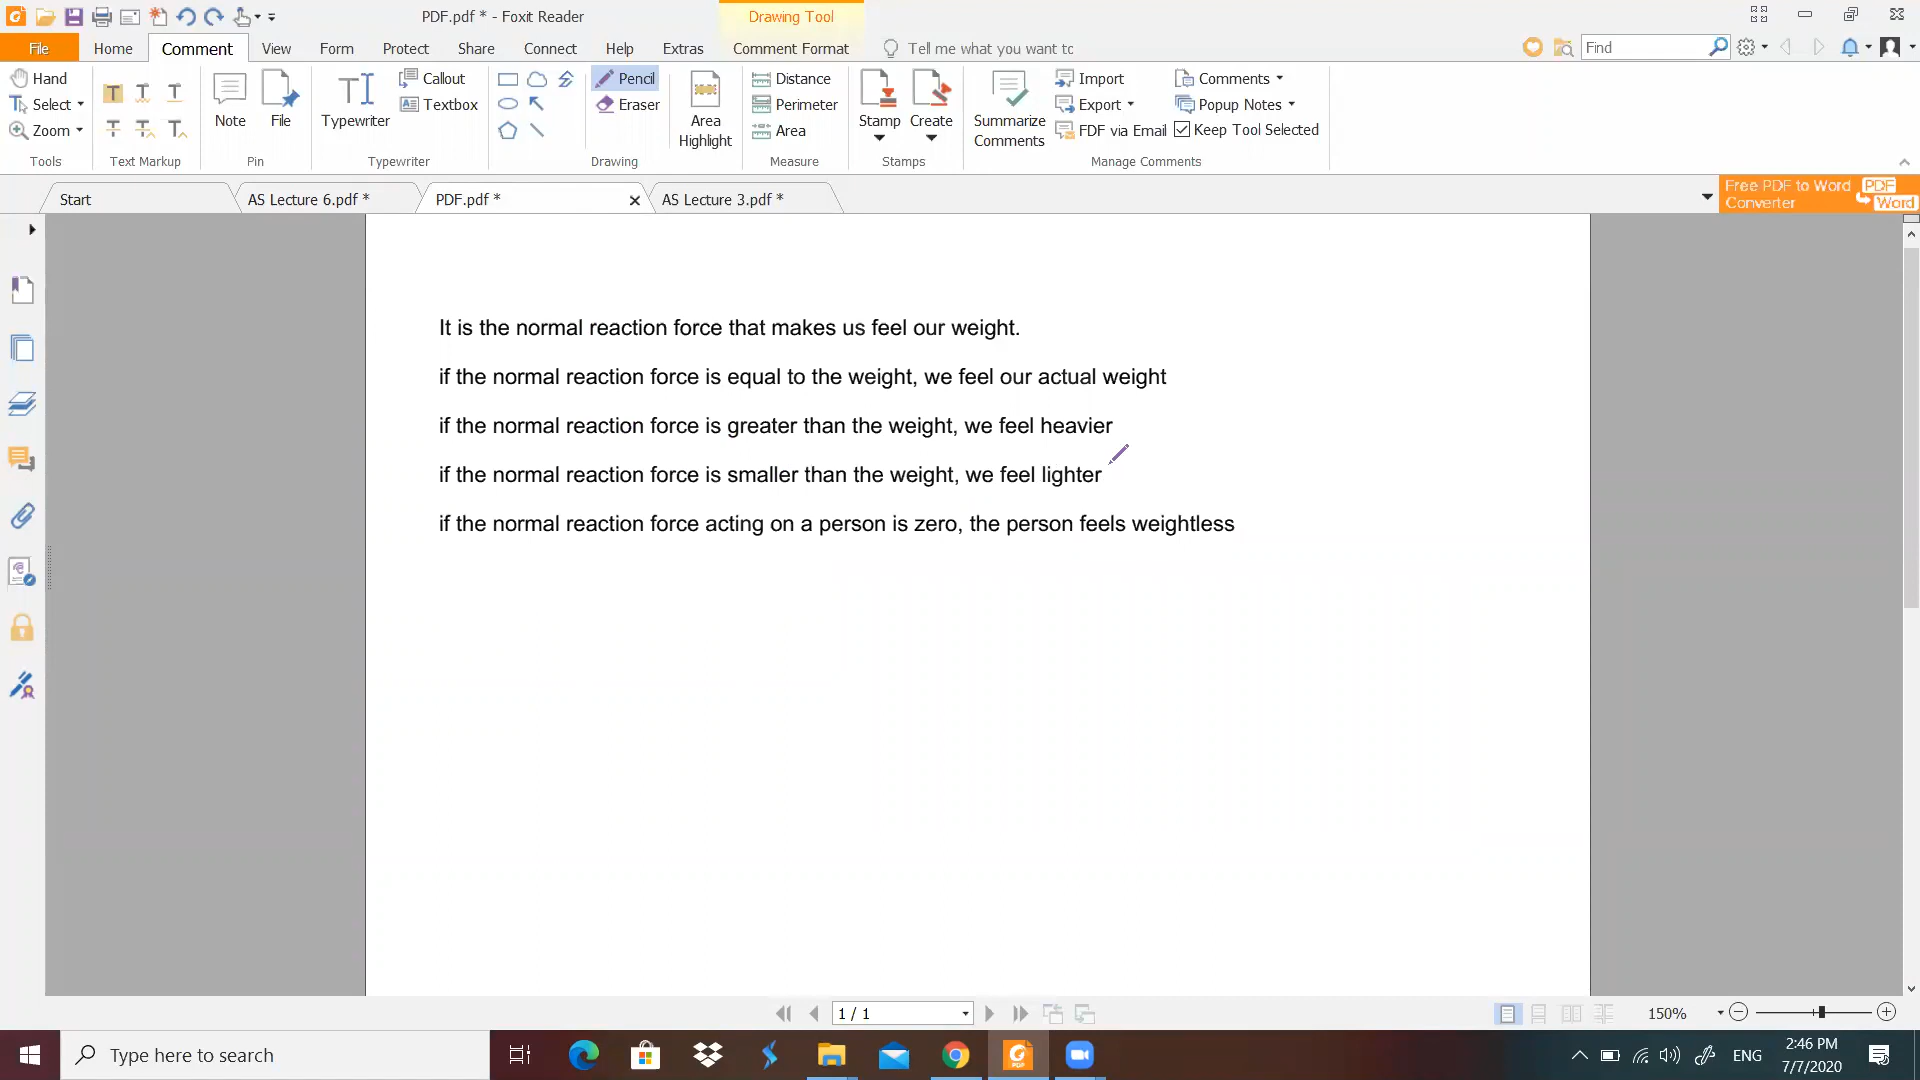 PDF.pdf * - Foxit Reader
Drawing Tool
File Home Comment View Form Protect Share Connect Help Extras Comment Format Tell me what you want to Find
Hand
Select
Zoom
Tools
Text Markup
Note File
Pin
Typewriter
Callout
Textbox
Typewriter
Pencil
Eraser
Drawing
Area Highlight
Distance
Perimeter
Area
Measure
Stamp Create
Stamps
Summarize Comments
Import
Export
FDF via Email
Comments
Popup Notes
Keep Tool Selected
Manage Comments
Start AS Lecture 6.pdf * PDF.pdf * AS Lecture 3.pdf *
Free PDF to Word Converter
PDF
Word
It is the normal reaction force that makes us feel our weight.
if the normal reaction force is equal to the weight, we feel our actual weight
if the normal reaction force is greater than the weight, we feel heavier
if the normal reaction force is smaller than the weight, we feel lighter
if the normal reaction force acting on a person is zero, the person feels weightless
1 / 1 150%
Type here to search
ENG
2:46 PM
7/7/2020